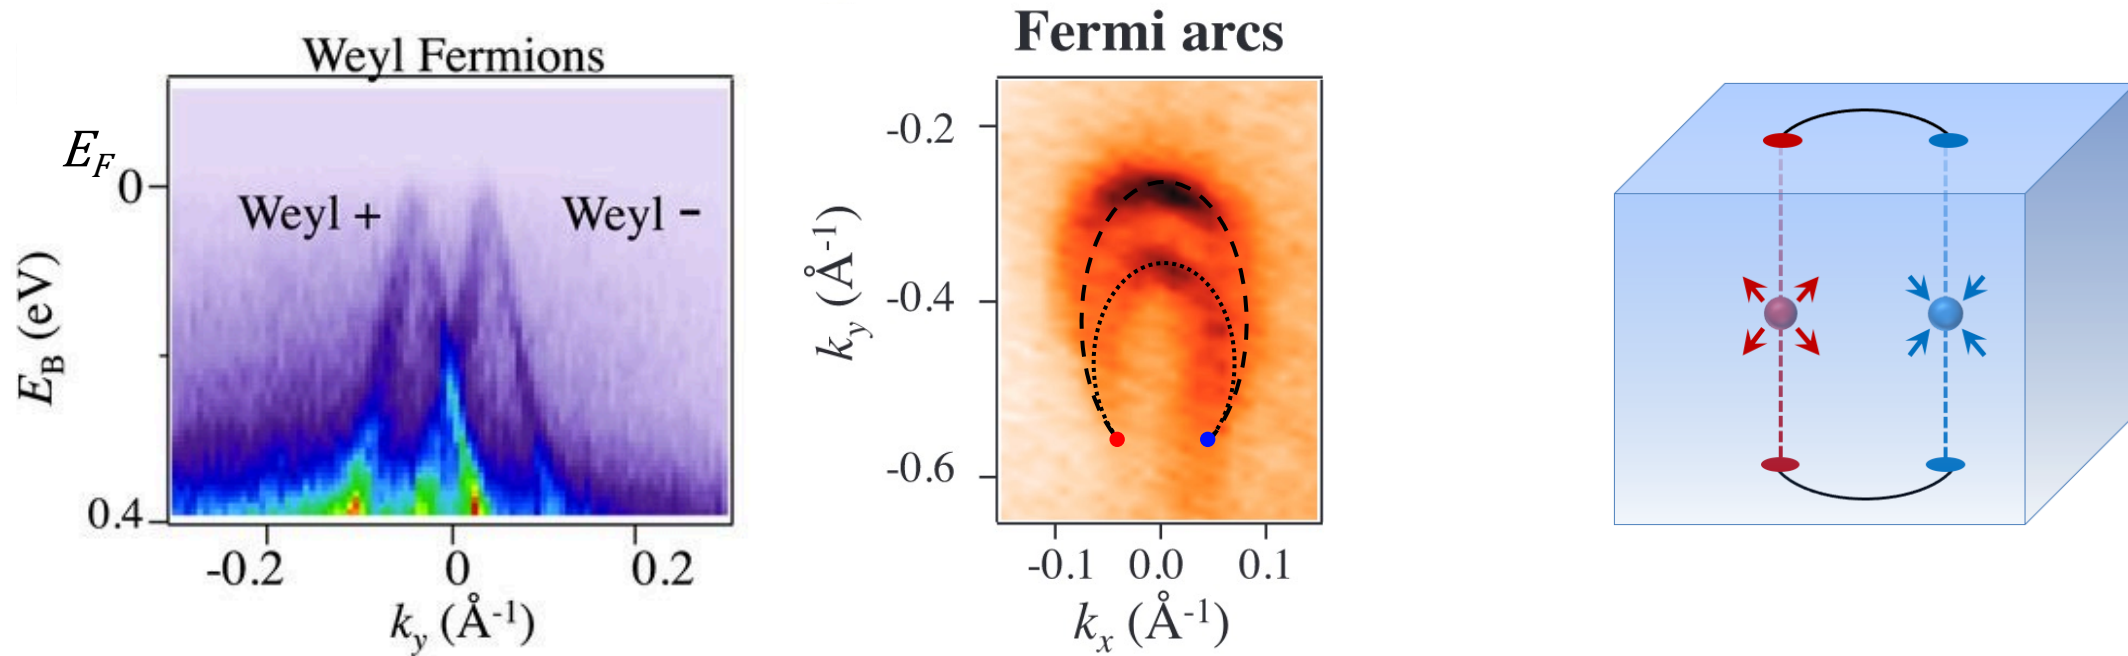 Weyl Fermions
E_F
0
Weyl +
Weyl −
E_B (eV)
0.4
-0.2
0
0.2
k_y (Å⁻¹)
Fermi arcs
-0.2
-0.4
-0.6
k_y (Å⁻¹)
-0.1
0.0
0.1
k_x (Å⁻¹)